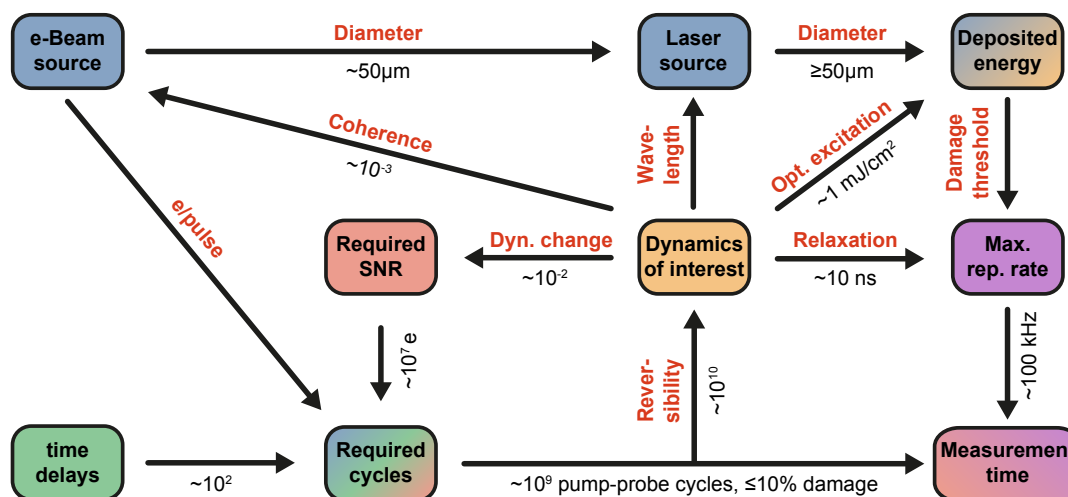 e-Beam
source
Diameter
~50µm
Laser
source
Diameter
≥50µm
Deposited
energy
Coherence
~10⁻³
Wave-
length
Opt. excitation
~1 mJ/cm²
Damage
threshold
e/pulse
Required
SNR
Dyn. change
~10⁻²
Dynamics
of interest
Relaxation
~10 ns
Max.
rep. rate
~10⁷ e
Rever-
sibility
~10¹⁰
~100 kHz
time
delays
~10²
Required
cycles
~10⁹ pump-probe cycles, ≤10% damage
Measuremen
time